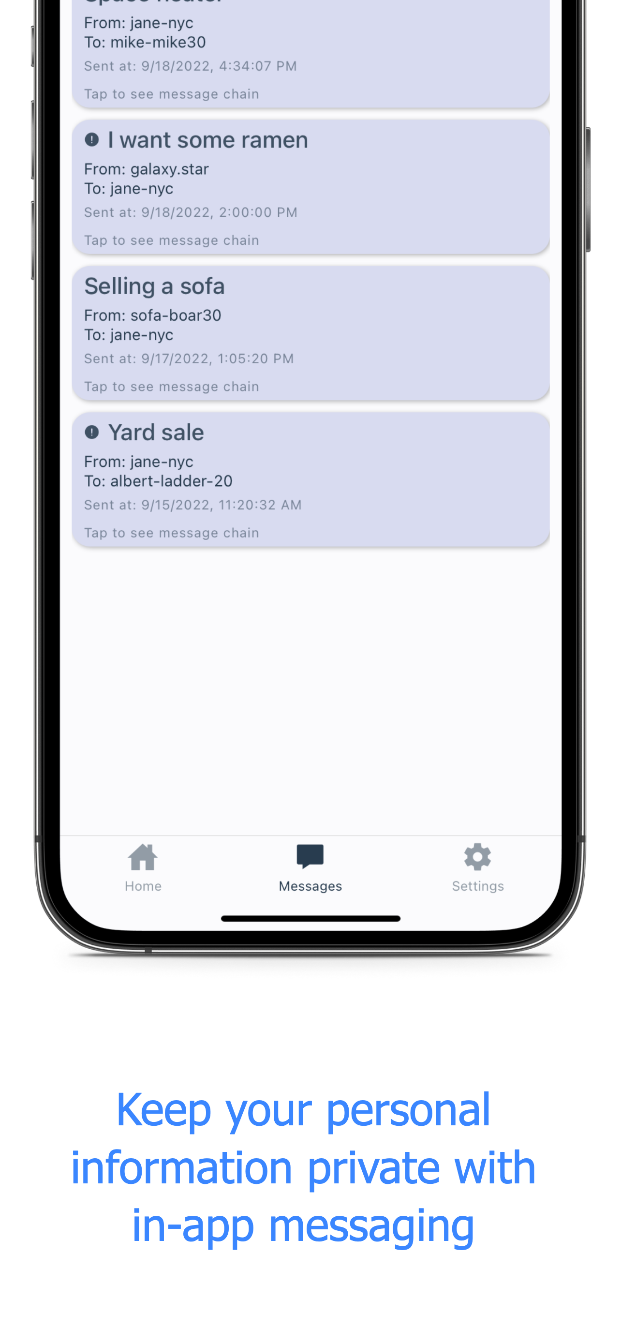 Space heater
From: jane-nyc
To: mike-mike30
Sent at: 9/18/2022, 4:34:07 PM
Tap to see message chain
I want some ramen
From: galaxy.star
To: jane-nyc
Sent at: 9/18/2022, 2:00:00 PM
Tap to see message chain
Selling a sofa
From: sofa-boar30
To: jane-nyc
Sent at: 9/17/2022, 1:05:20 PM
Tap to see message chain
Yard sale
From: jane-nyc
To: albert-ladder-20
Sent at: 9/15/2022, 11:20:32 AM
Tap to see message chain
Home
Messages
Settings
Keep your personal
information private with
in-app messaging